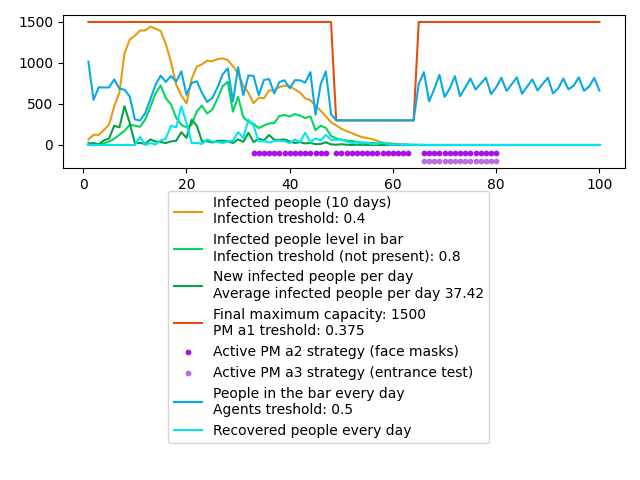 1500
1000
500
0
0 20 40 60 80 100
Infected people (10 days)
Infection treshold: 0.4
Infected people level in bar
Infection treshold (not present): 0.8
New infected people per day
Average infected people per day 37.42
Final maximum capacity: 1500
PM a1 treshold: 0.375
Active PM a2 strategy (face masks)
Active PM a3 strategy (entrance test)
People in the bar every day
Agents treshold: 0.5
Recovered people every day